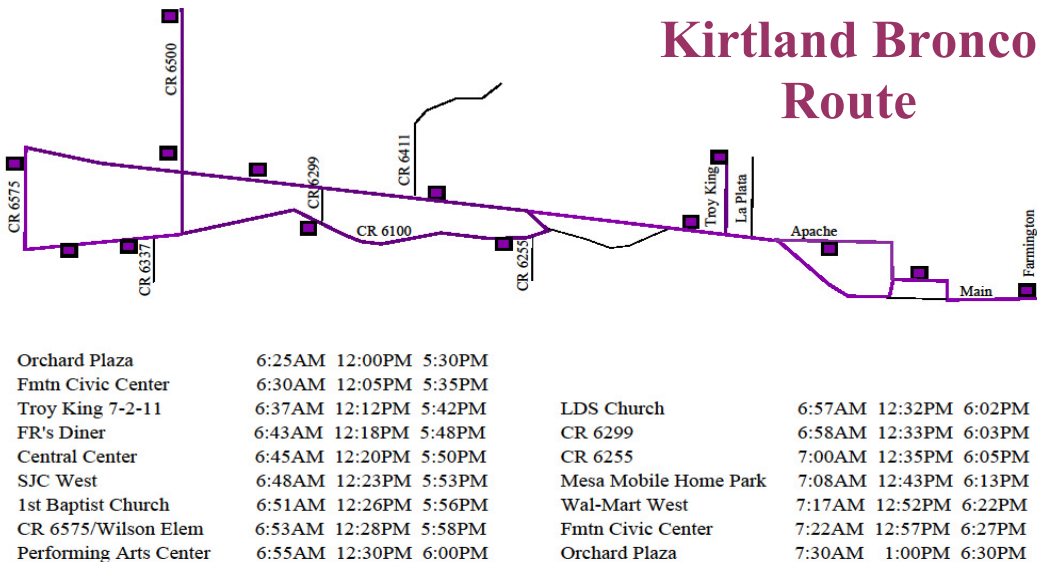 Kirtland Bronco
Route
CR 6500
CR 6575
CR 6337
CR 6299
CR 6411
CR 6100
CR 6255
Troy King
La Plata
Apache
Main
Farmington
Orchard Plaza 6:25AM 12:00PM 5:30PM
Fmtn Civic Center 6:30AM 12:05PM 5:35PM
Troy King 7-2-11 6:37AM 12:12PM 5:42PM
FR's Diner 6:43AM 12:18PM 5:48PM
Central Center 6:45AM 12:20PM 5:50PM
SJC West 6:48AM 12:23PM 5:53PM
1st Baptist Church 6:51AM 12:26PM 5:56PM
CR 6575/Wilson Elem 6:53AM 12:28PM 5:58PM
Performing Arts Center 6:55AM 12:30PM 6:00PM
LDS Church 6:57AM 12:32PM 6:02PM
CR 6299 6:58AM 12:33PM 6:03PM
CR 6255 7:00AM 12:35PM 6:05PM
Mesa Mobile Home Park 7:08AM 12:43PM 6:13PM
Wal-Mart West 7:17AM 12:52PM 6:22PM
Fmtn Civic Center 7:22AM 12:57PM 6:27PM
Orchard Plaza 7:30AM 1:00PM 6:30PM